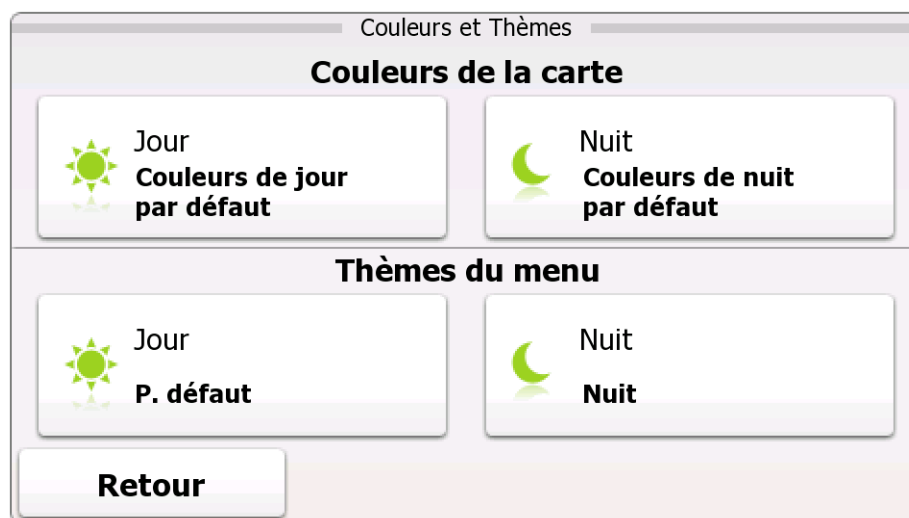 Couleurs et Thèmes
Couleurs de la carte
Jour
Couleurs de jour
par défaut
Nuit
Couleurs de nuit
par défaut
Thèmes du menu
Jour
P. défaut
Nuit
Nuit
Retour